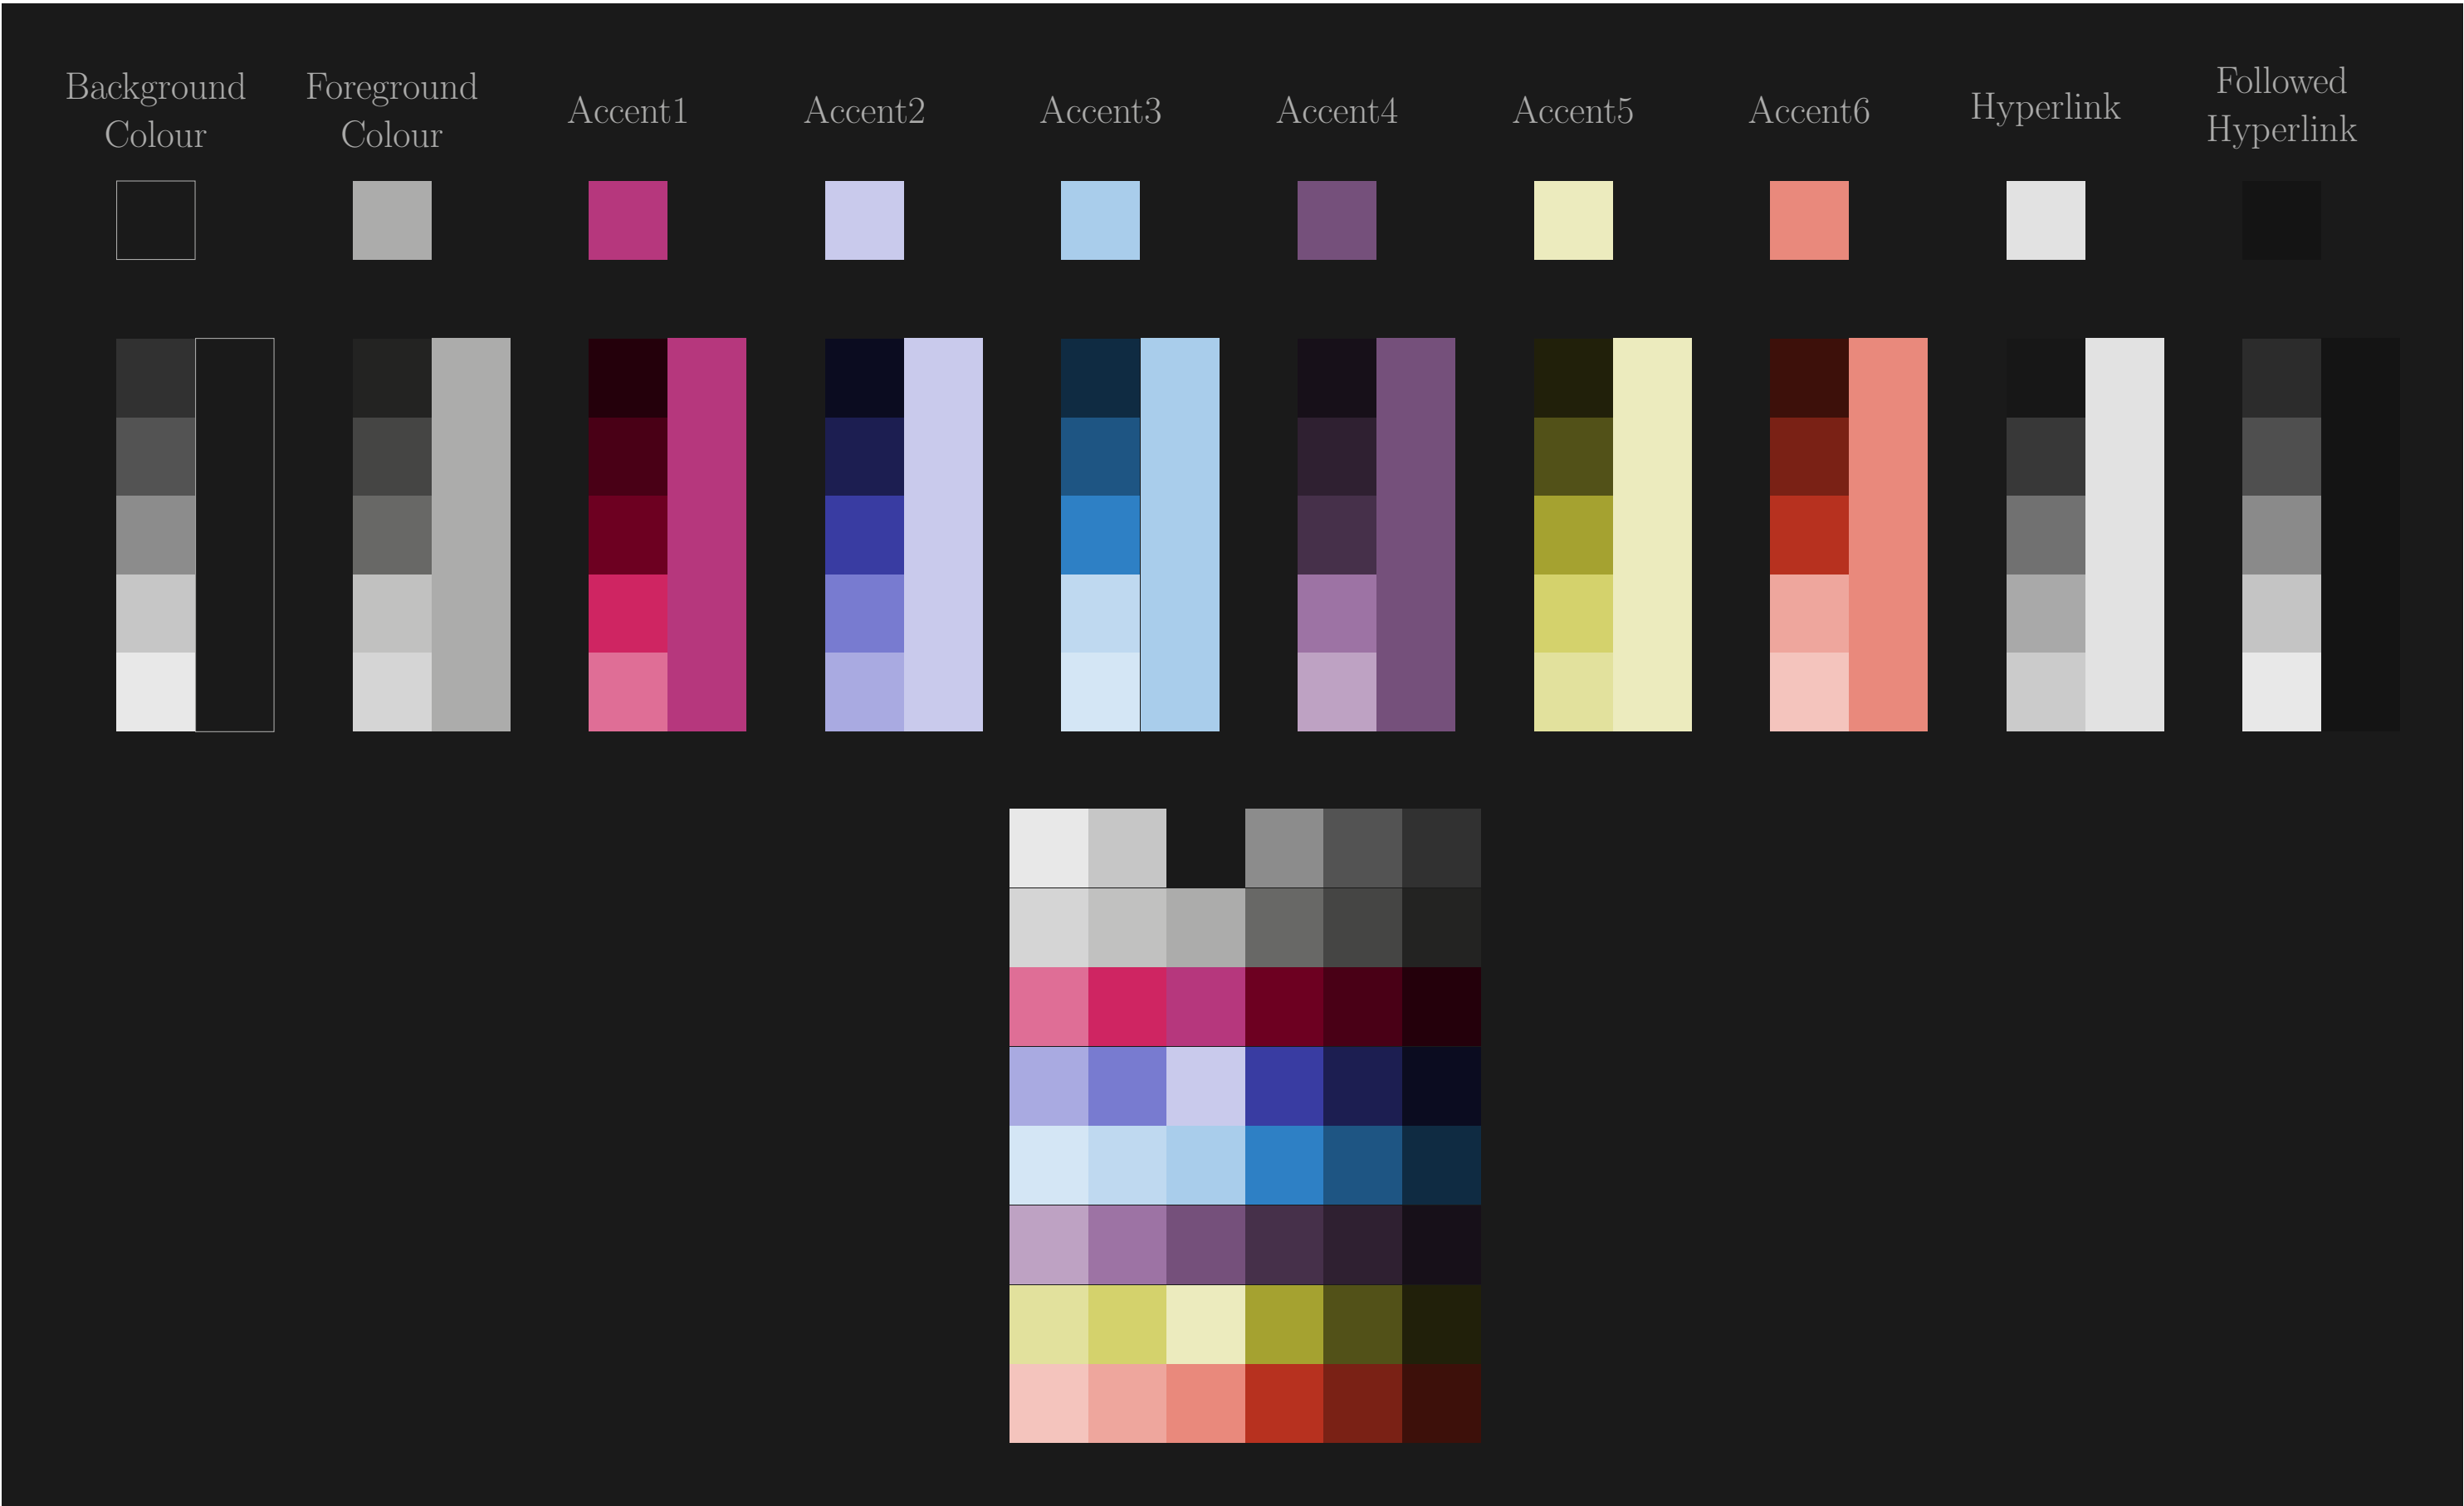 Background
Colour
Foreground
Colour
Accent1
Accent2
Accent3
Accent4
Accent5
Accent6
Hyperlink
Followed
Hyperlink